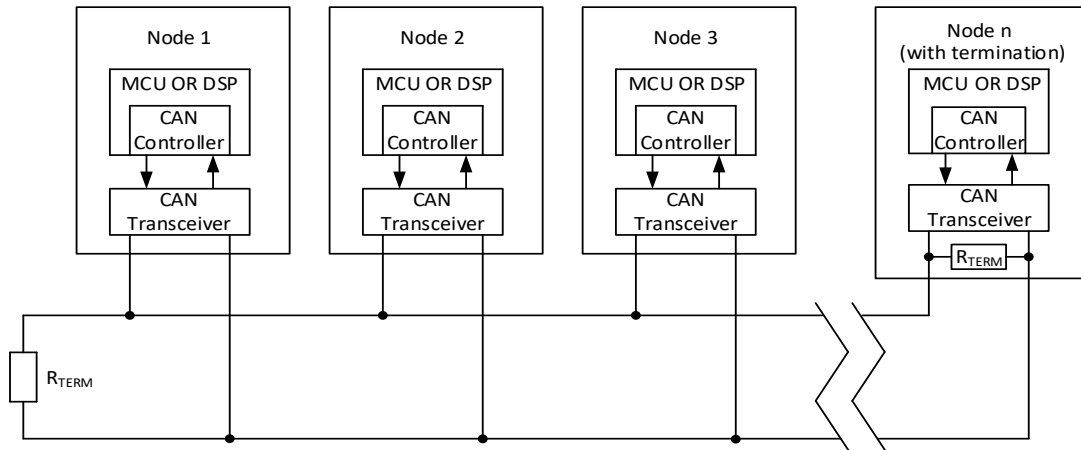 Node 1
MCU OR DSP
CAN
Controller
CAN
Transceiver
Node 2
MCU OR DSP
CAN
Controller
CAN
Transceiver
Node 3
MCU OR DSP
CAN
Controller
CAN
Transceiver
Node n
(with termination)
MCU OR DSP
CAN
Controller
CAN
Transceiver
RTERM
RTERM